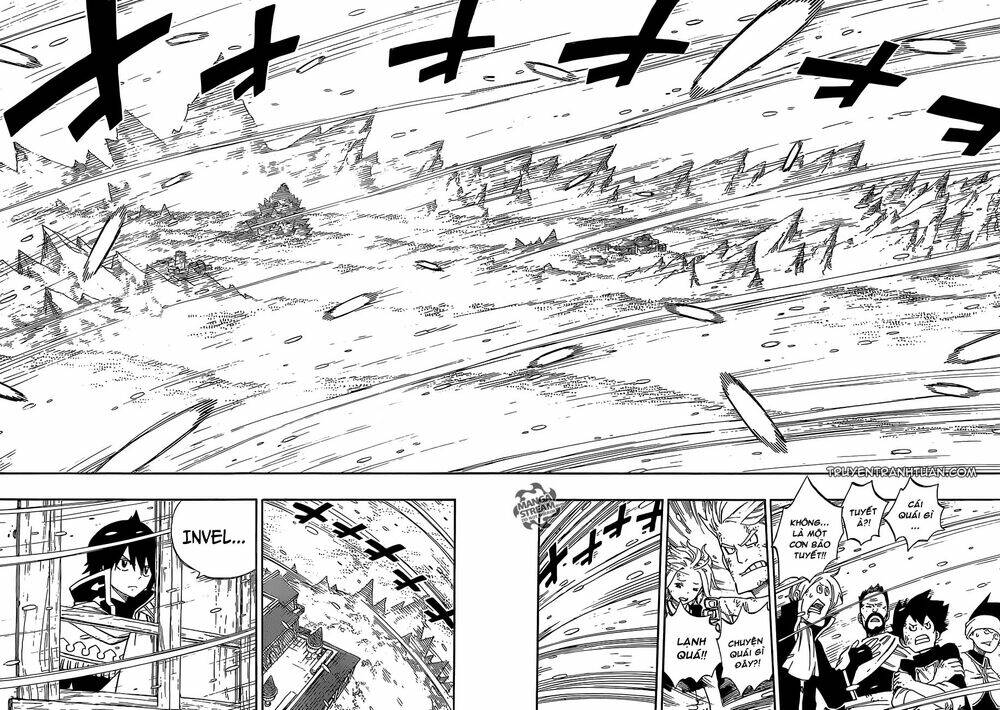 TRUYENTRANHTUAN.COM
CÁI
QUÁI GÌ
...
TUYẾT
À?!
KHÔNG...
LÀ MỘT
CƠN BÃO
TUYẾT!!
CHUYỆN
QUÁI GÌ
ĐÂY?!
LẠNH
QUÁ!!
MANGA
STREAM
INVEL...